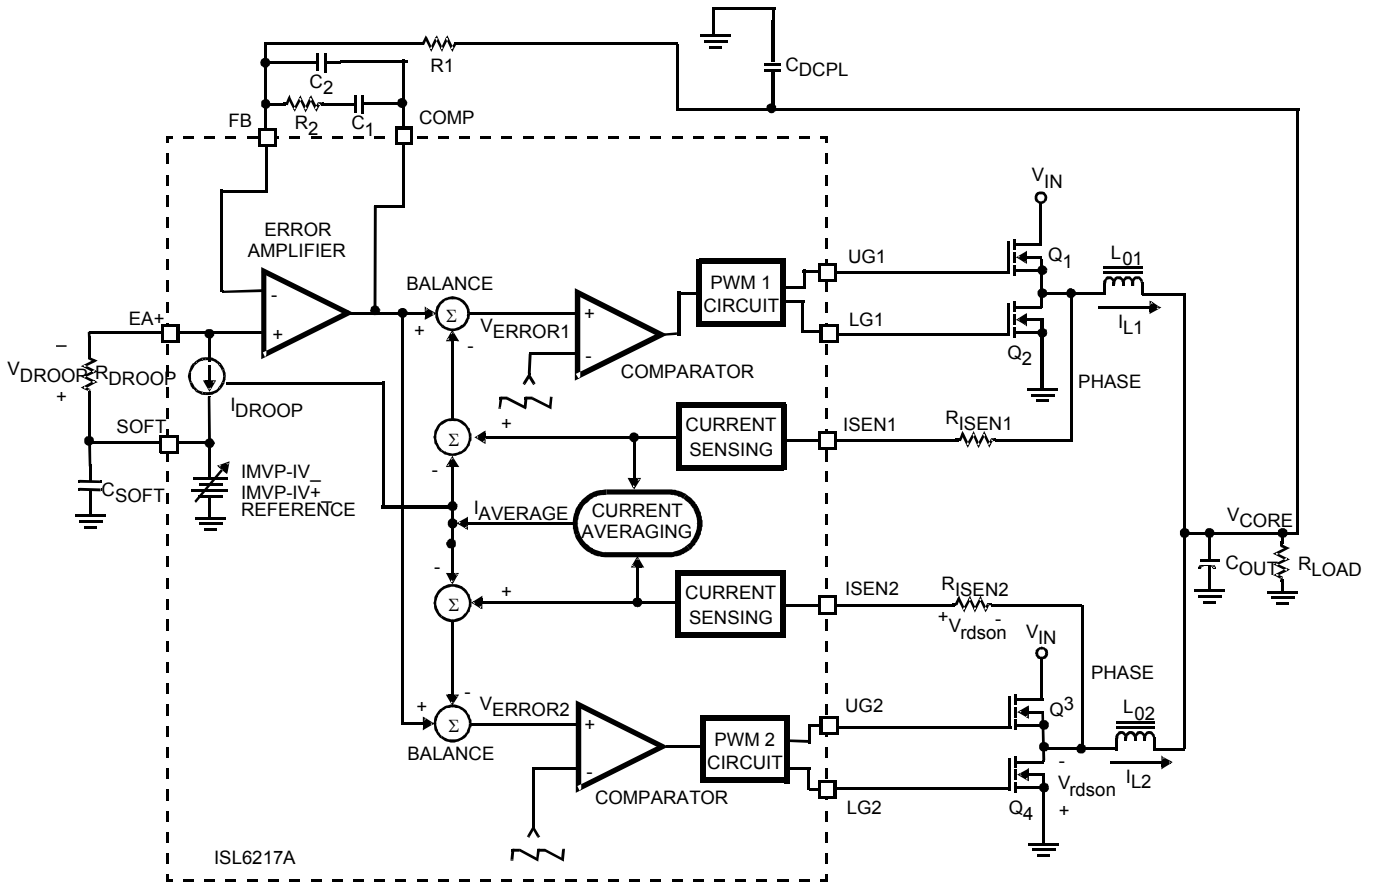 C2
R1
CDCPL
FB
R2
C1
COMP
VIN
ERROR
AMPLIFIER
-
+
BALANCE
Σ
+
-
VERROR1
+
-
COMPARATOR
PWM 1
CIRCUIT
UG1
LG1
Q1
Q2
L01
IL1
PHASE
EA+
–
VDROOP
+
RDROOP
IDROOP
SOFT
CSOFT
IMVP-IV_
IMVP-IV+_
REFERENCE
Σ
+
-
CURRENT
SENSING
ISEN1
RISEN1
IAVERAGE
CURRENT
AVERAGING
VCORE
COUT
RLOAD
-
Σ
+
CURRENT
SENSING
ISEN2
RISEN2
+ Vrdson -
VIN
PHASE
-
+
Σ
BALANCE
VERROR2
+
-
COMPARATOR
PWM 2
CIRCUIT
UG2
LG2
Q3
Q4
-
Vrdson
+
L02
IL2
ISL6217A